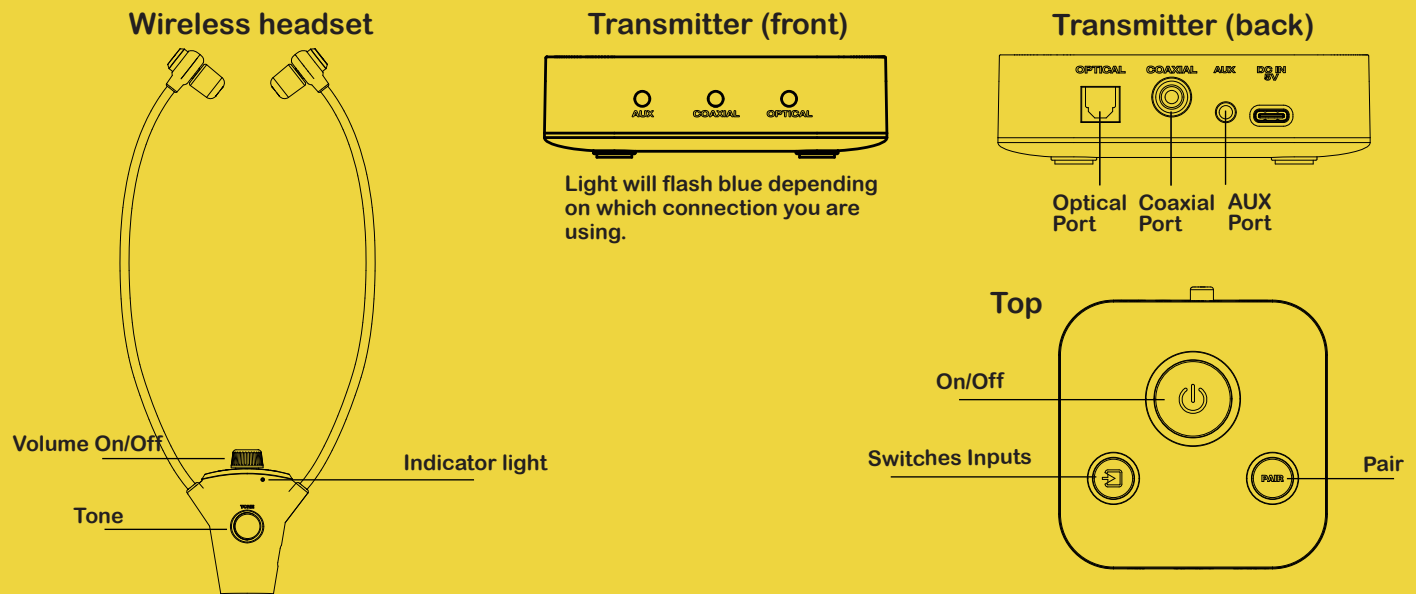 Wireless headset
Volume On/Off
Indicator light
TONE
Tone
Transmitter (front)
AUX
COAXIAL
OPTICAL
Light will flash blue depending
on which connection you are
using.
Transmitter (back)
OPTICAL
COAXIAL
AUX
DC IN
5V
Optical
Port
Coaxial
Port
AUX
Port
Top
On/Off
Switches Inputs
PAIR
Pair